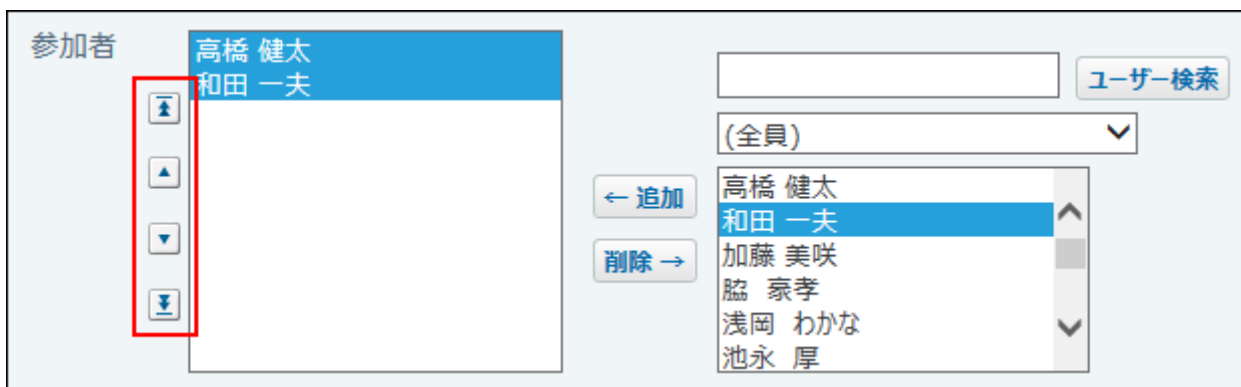 参加者
高橋 健太
和田 一夫
ユーザー検索
(全員)
← 追加
削除 →
高橋 健太
和田 一夫
加藤 美咲
脇 豪孝
浅岡 わかな
池永 厚